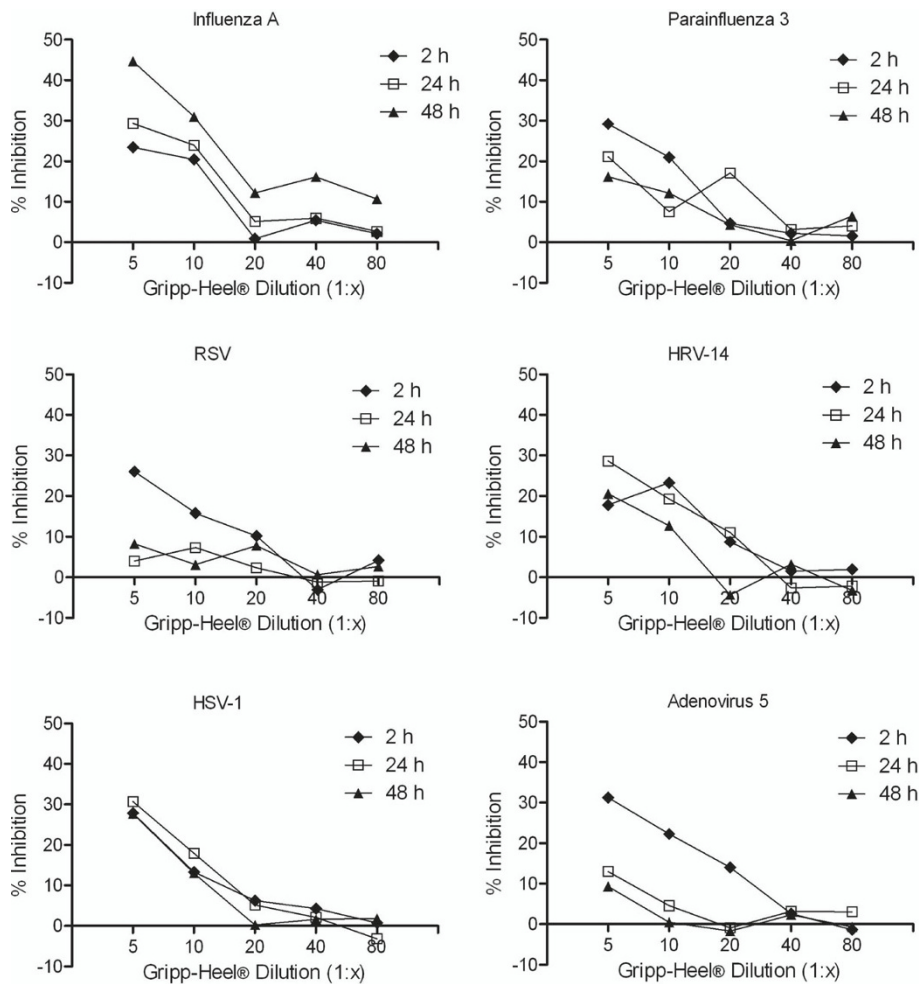 Influenza A
50
40
30
20
10
0
-10
% Inhibition
2 h
24 h
48 h
5 10 20 40 80
Gripp-Heel® Dilution (1:x)
Parainfluenza 3
50
40
30
20
10
0
-10
% Inhibition
2 h
24 h
48 h
5 10 20 40 80
Gripp-Heel® Dilution (1:x)
RSV
50
40
30
20
10
0
-10
% Inhibition
2 h
24 h
48 h
5 10 20 40 80
Gripp-Heel® Dilution (1:x)
HRV-14
50
40
30
20
10
0
-10
% Inhibition
2 h
24 h
48 h
5 10 20 40 80
Gripp-Heel® Dilution (1:x)
HSV-1
50
40
30
20
10
0
-10
% Inhibition
2 h
24 h
48 h
5 10 20 40 80
Gripp-Heel® Dilution (1:x)
Adenovirus 5
50
40
30
20
10
0
-10
% Inhibition
2 h
24 h
48 h
5 10 20 40 80
Gripp-Heel® Dilution (1:x)